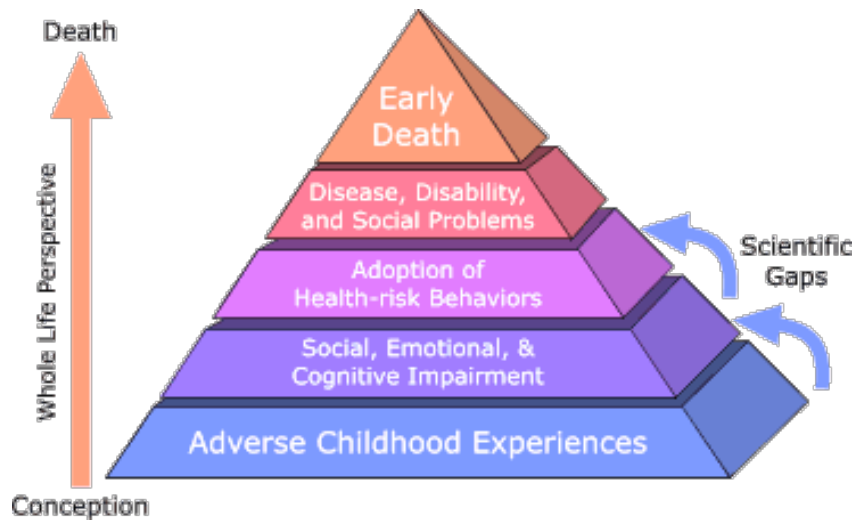 Death
Early
Death
Disease, Disability,
and Social Problems
Adoption of
Health-risk Behaviors
Social, Emotional, &
Cognitive Impairment
Adverse Childhood Experiences
Scientific
Gaps
Whole Life Perspective
Conception